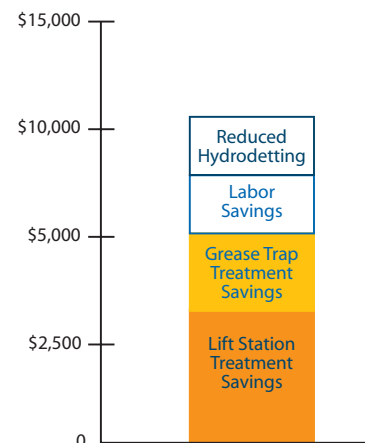 $15,000
$10,000
$5,000
$2,500
0
Reduced
Hydrodetting
Labor
Savings
Grease Trap
Treatment
Savings
Lift Station
Treatment
Savings